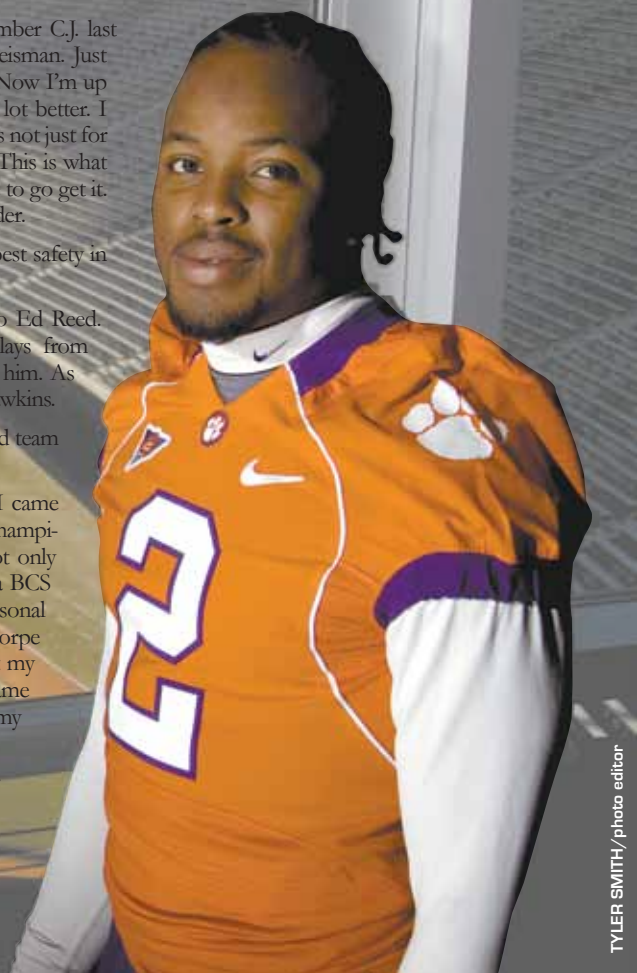 mber C.J. last
eisman. Just
Now I'm up
lot better. I
s not just for
This is what
to go get it.
der.
best safety in
o Ed Reed.
lays from
him. As
wkins.
d team
I came
hampi-
ot only
a BCS
sonal
orpe
my
me
my
2
TYLER SMITH/photo editor